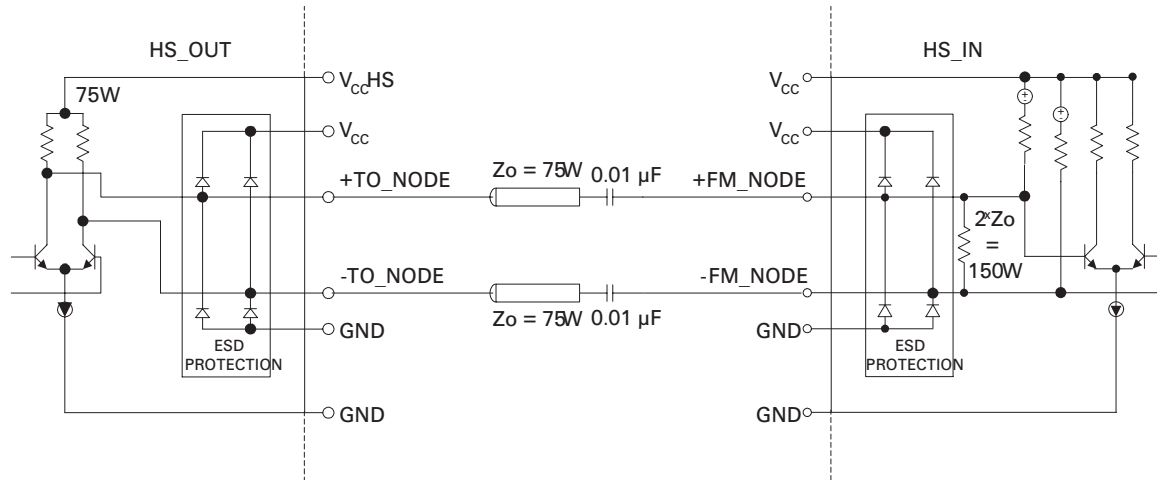 HS_OUT
HS_IN
VCCHS
VCC
75W
VCC
VCC
+TO_NODE
Zo = 75W
0.01 µF
+FM_NODE
2xZo
=
150W
-TO_NODE
-FM_NODE
Zo = 75W
0.01 µF
GND
GND
ESD
PROTECTION
ESD
PROTECTION
GND
GND